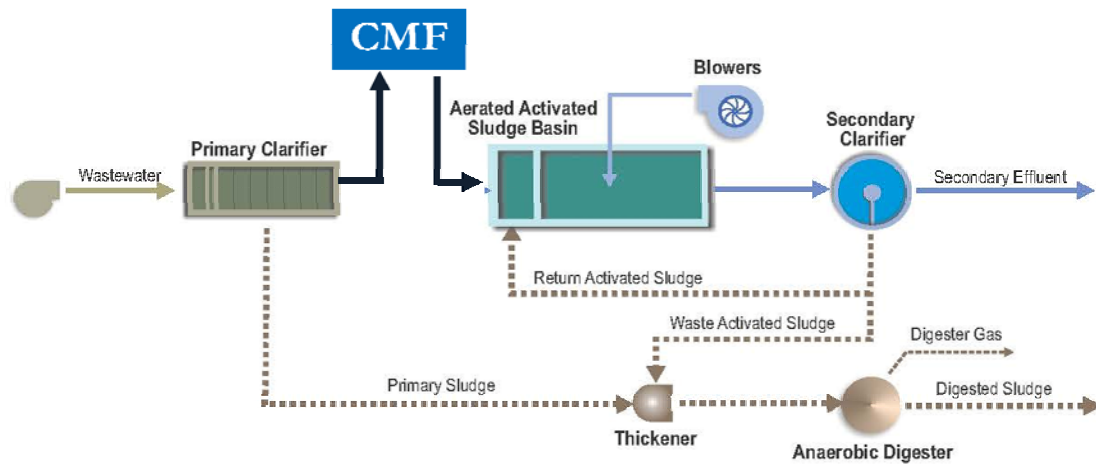 CMF
Blowers
Aerated Activated
Sludge Basin
Secondary
Clarifier
Primary Clarifier
Wastewater
Secondary Effluent
Return Activated Sludge
Waste Activated Sludge
Digester Gas
Primary Sludge
Digested Sludge
Thickener
Anaerobic Digester